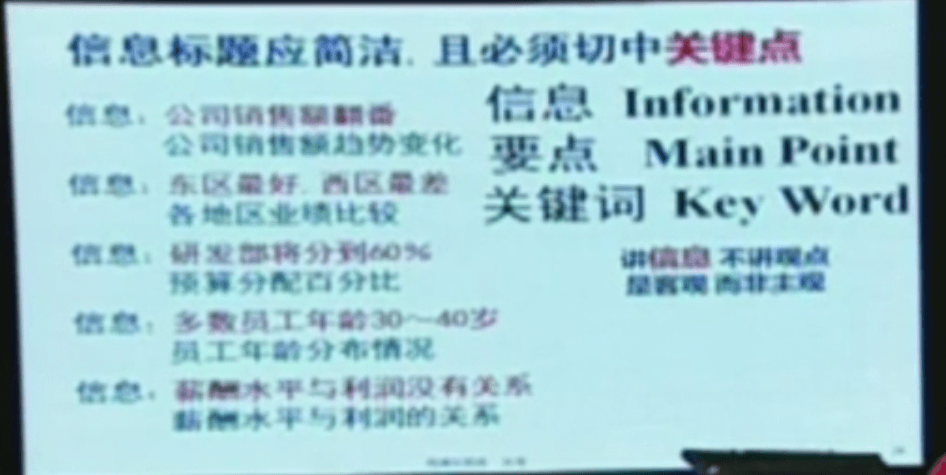 信息标题应简洁, 且必须切中关键点
信息: 公司销售额翻番
公司销售额趋势变化
信息: 东区最好, 西区最差
各地区业绩比较
信息: 研发部将分到60%
预算分配百分比
信息: 多数员工年龄30～40岁
员工年龄分布情况
信息: 薪酬水平与利润没有关系
薪酬水平与利润的关系
信息 Information
要点 Main Point
关键词 Key Word
讲信息 不讲观点
是客观 而非主观